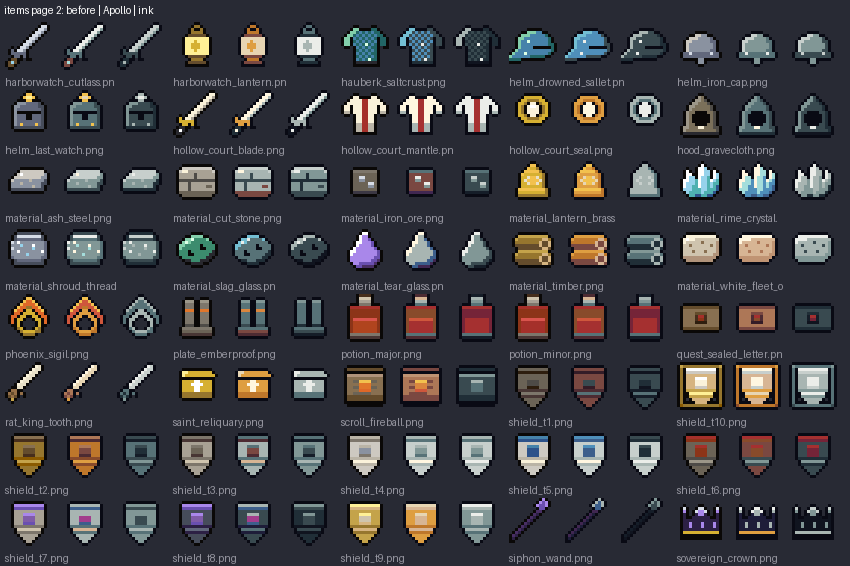 items page 2: before | Apollo | ink
harborwatch_cutlass.pn harborwatch_lantern.pn hauberk_saltcrust.png helm_drowned_sallet.pn helm_iron_cap.png
helm_last_watch.png hollow_court_blade.png hollow_court_mantle.pn hollow_court_seal.png hood_gravecloth.png
material_ash_steel.png material_cut_stone.png material_iron_ore.png material_lantern_brass material_rime_crystal.
material_shroud_thread material_slag_glass.pn material_tear_glass.pn material_timber.png material_white_fleet_o
phoenix_sigil.png plate_emberproof.png potion_major.png potion_minor.png quest_sealed_letter.pn
rat_king_tooth.png saint_reliquary.png scroll_fireball.png shield_t1.png shield_t10.png
shield_t2.png shield_t3.png shield_t4.png shield_t5.png shield_t6.png
shield_t7.png shield_t8.png shield_t9.png siphon_wand.png sovereign_crown.png